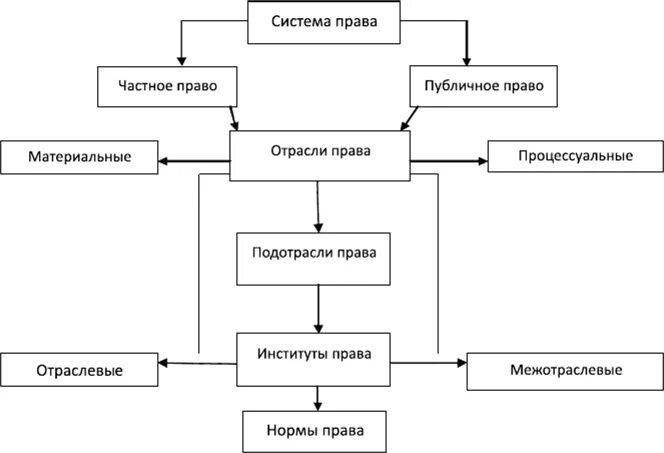 Система права
Частное право
Публичное право
Отрасли права
Материальные
Процессуальные
Подотрасли права
Институты права
Отраслевые
Межотраслевые
Нормы права